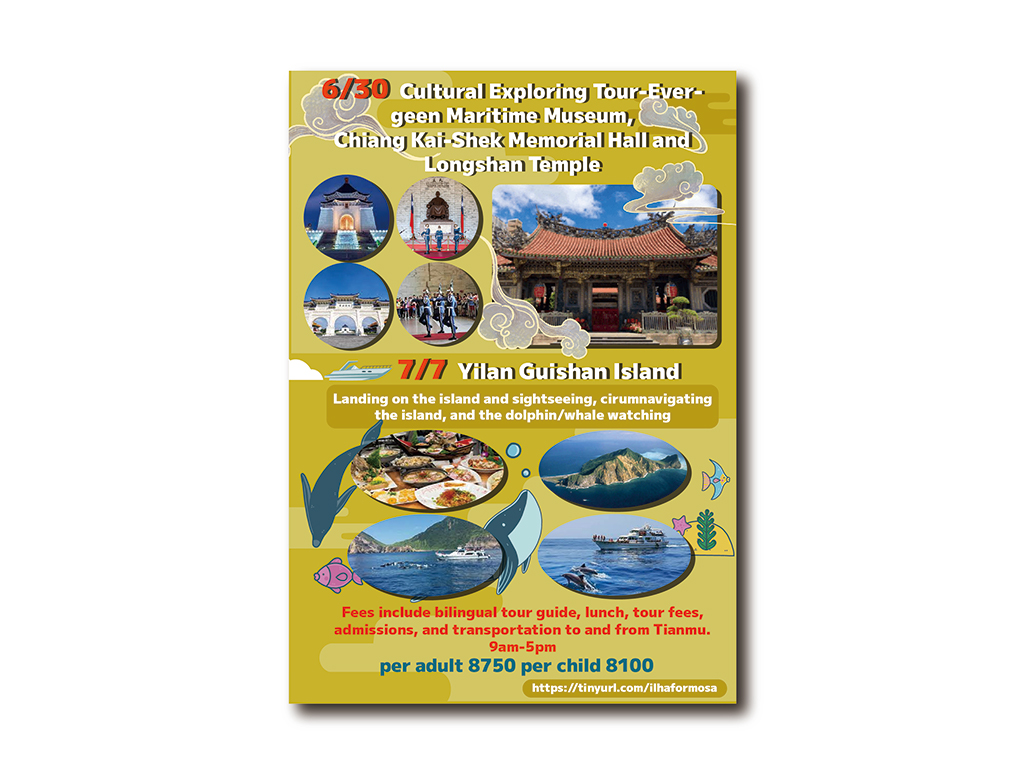 6/30 Cultural Exploring Tour-Ever-
geen Maritime Museum,
Chiang Kai-Shek Memorial Hall and
Longshan Temple
7/7 Yilan Guishan Island
Landing on the island and sightseeing, cirumnavigating
the island, and the dolphin/whale watching
Fees include bilingual tour guide, lunch, tour fees,
admissions, and transportation to and from Tianmu.
9am-5pm
per adult 8750 per child 8100
https://tinyurl.com/ilhaformosa